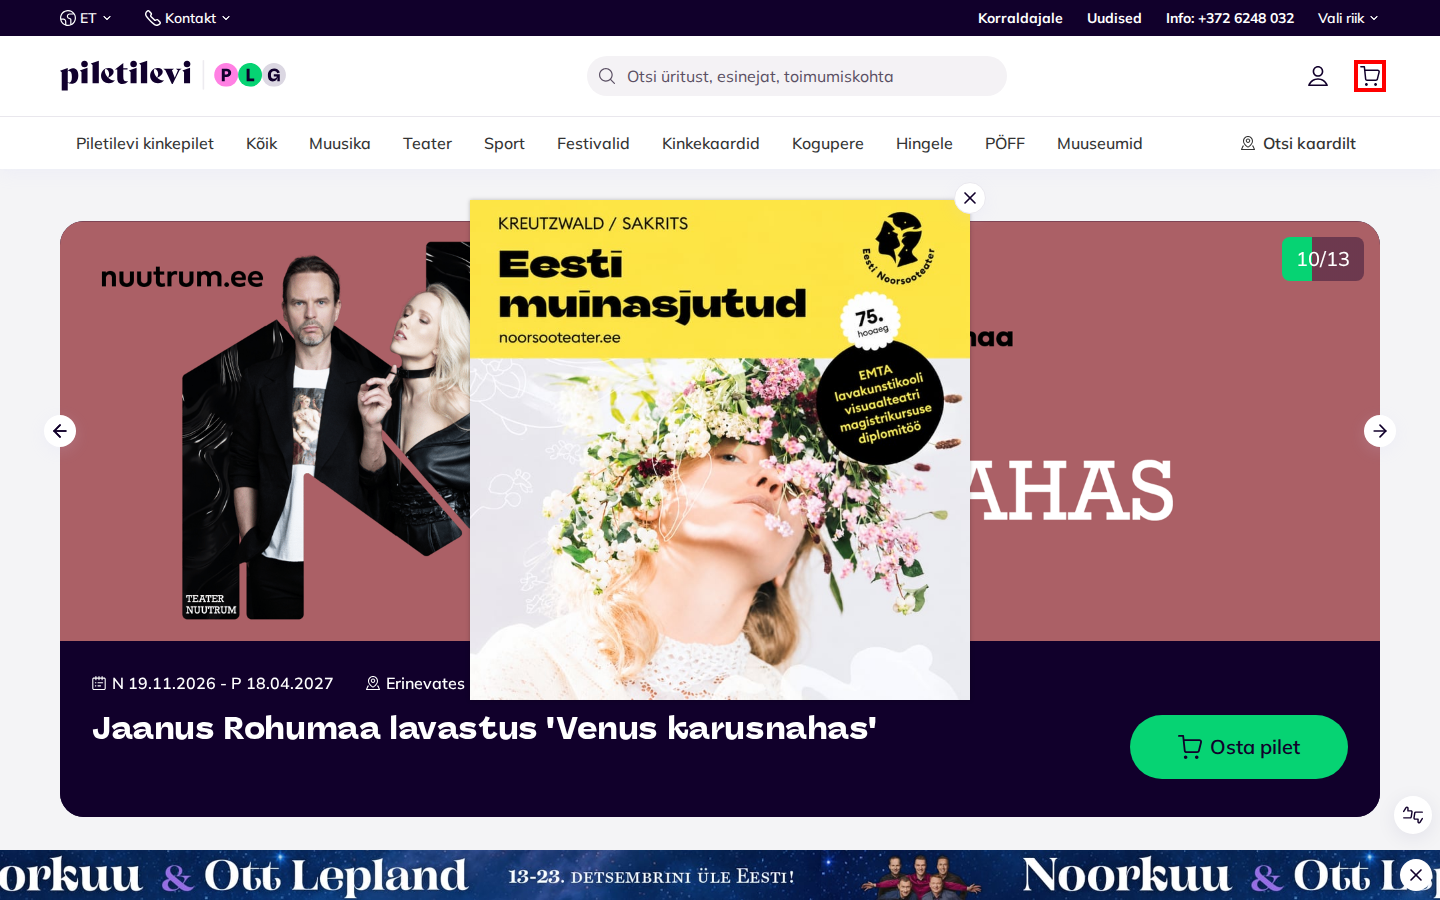 ET
Kontakt
Korraldajale
Uudised
Info: +372 6248 032
Vali riik
piletilevi
P L G
Otsi üritust, esinejat, toimumiskohta
Piletilevi kinkepilet
Kõik
Muusika
Teater
Sport
Festivalid
Kinkekaardid
Kogupere
Hingele
PÖFF
Muuseumid
Otsi kaardilt
nuutrum.ee
TEATER
NUUTRUM
KREUTZWALD / SAKRITS
Eesti
muinasjutud
noorsooteater.ee
Eesti Noorsooteater
75.
hooaeg
EMTA
lavakunstikooli
visuaalteatri
magistrikursuse
diplomitöö
10/13
naa
AHAS
N 19.11.2026 - P 18.04.2027
Erinevates
Jaanus Rohumaa lavastus 'Venus karusnahas'
Osta pilet
orkuu & Ott Lepland
13-23. DETSEMBRINI ÜLE EESTI!
Noorkuu & Ott